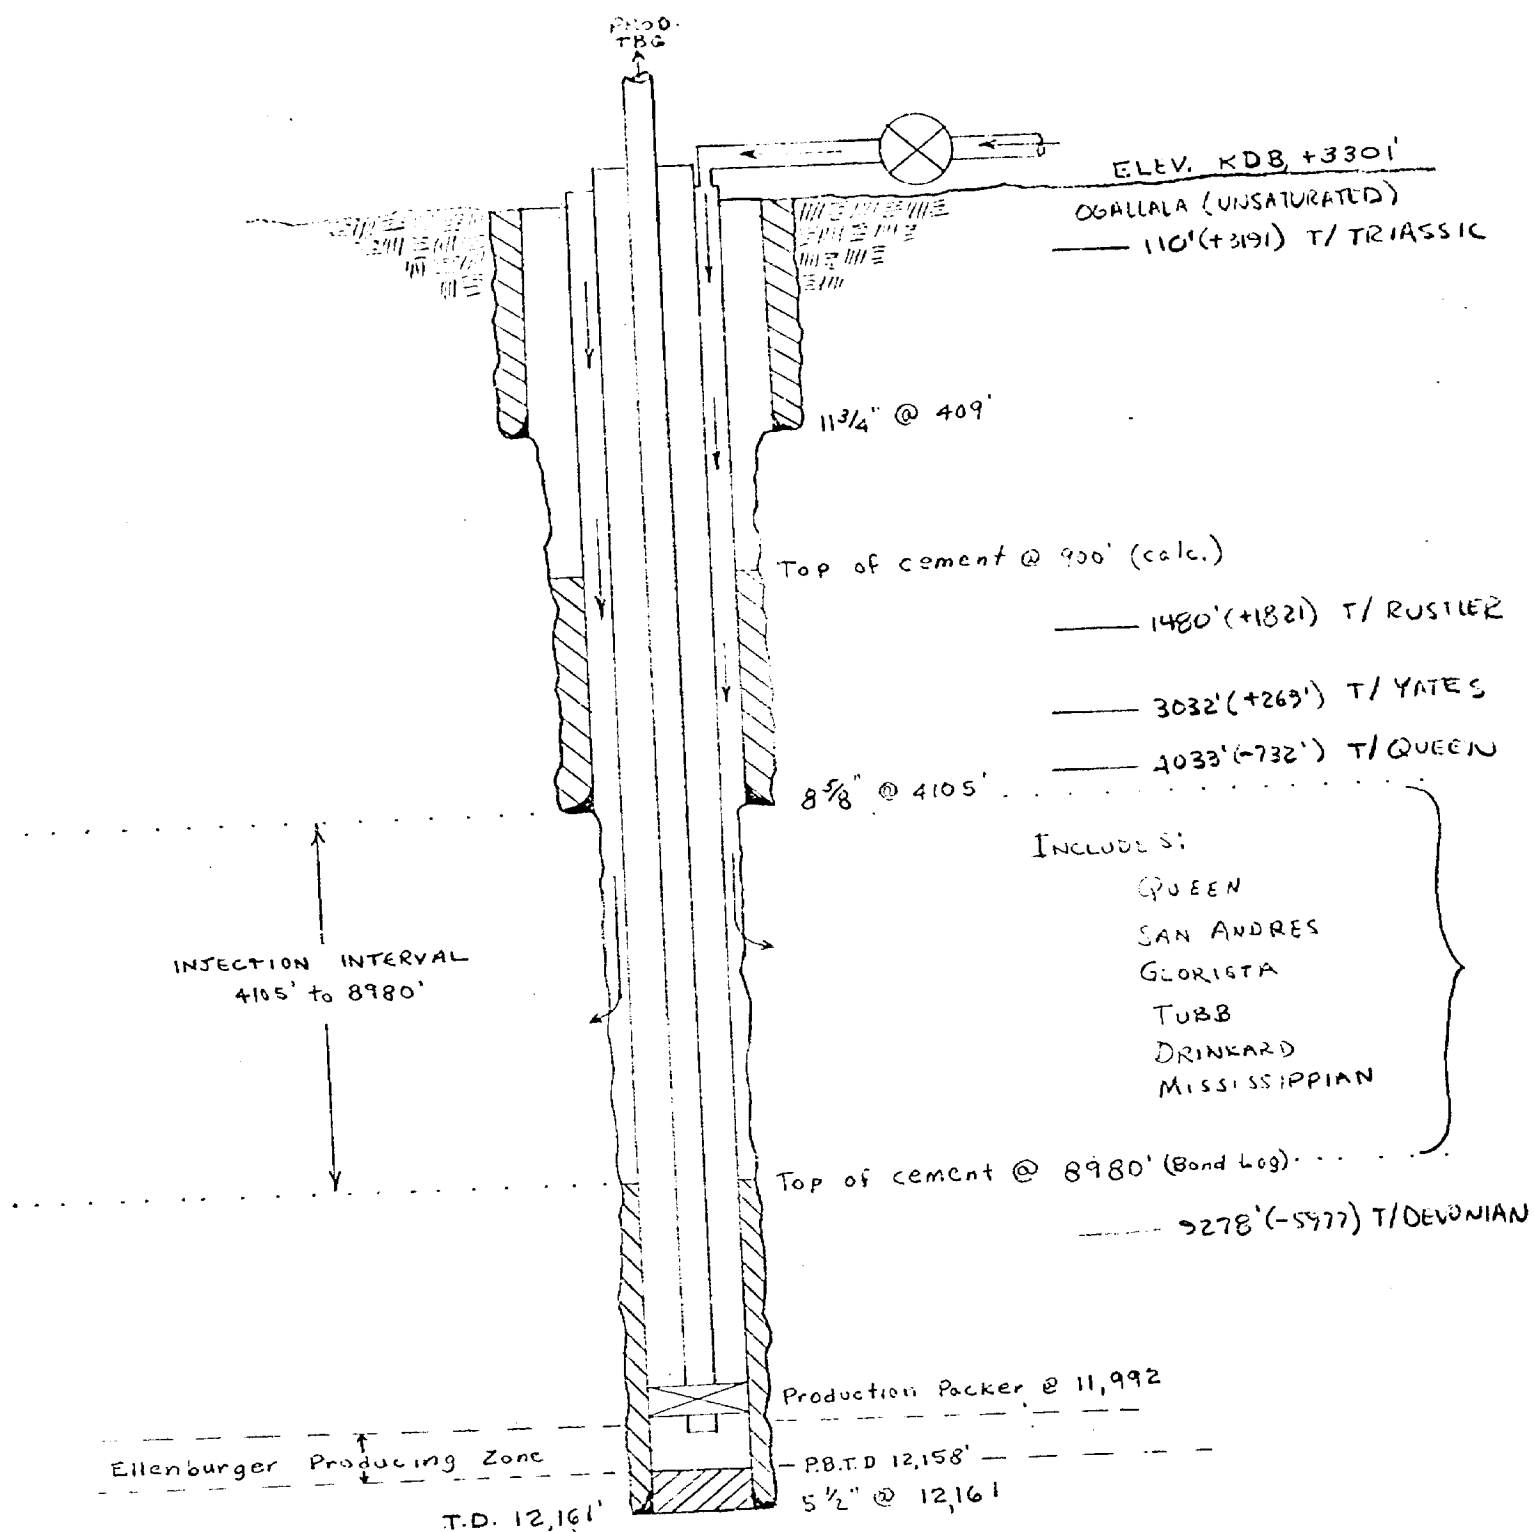 PROD.
TBG
ELEV. KDB, +3301'
OGALLALA (UNSATURATED)
110' (+3191) T/ TRIASSIC
11 3/4" @ 409'
Top of cement @ 900' (calc.)
1480' (+1821) T/ RUSTLER
3032' (+269') T/ YATES
4033' (-732') T/ QUEEN
8 5/8" @ 4105'
INCLUDES:
QUEEN
SAN ANDRES
GLORIETA
TUBB
DRINKARD
MISSISSIPPIAN
INJECTION INTERVAL
4105' to 8980'
Top of cement @ 8980' (Bond Log)
9278' (-5977) T/DEVONIAN
Production Packer @ 11,992
Ellenburger Producing Zone
P.B.T.D 12,158'
5 1/2" @ 12,161
T.D. 12,161'